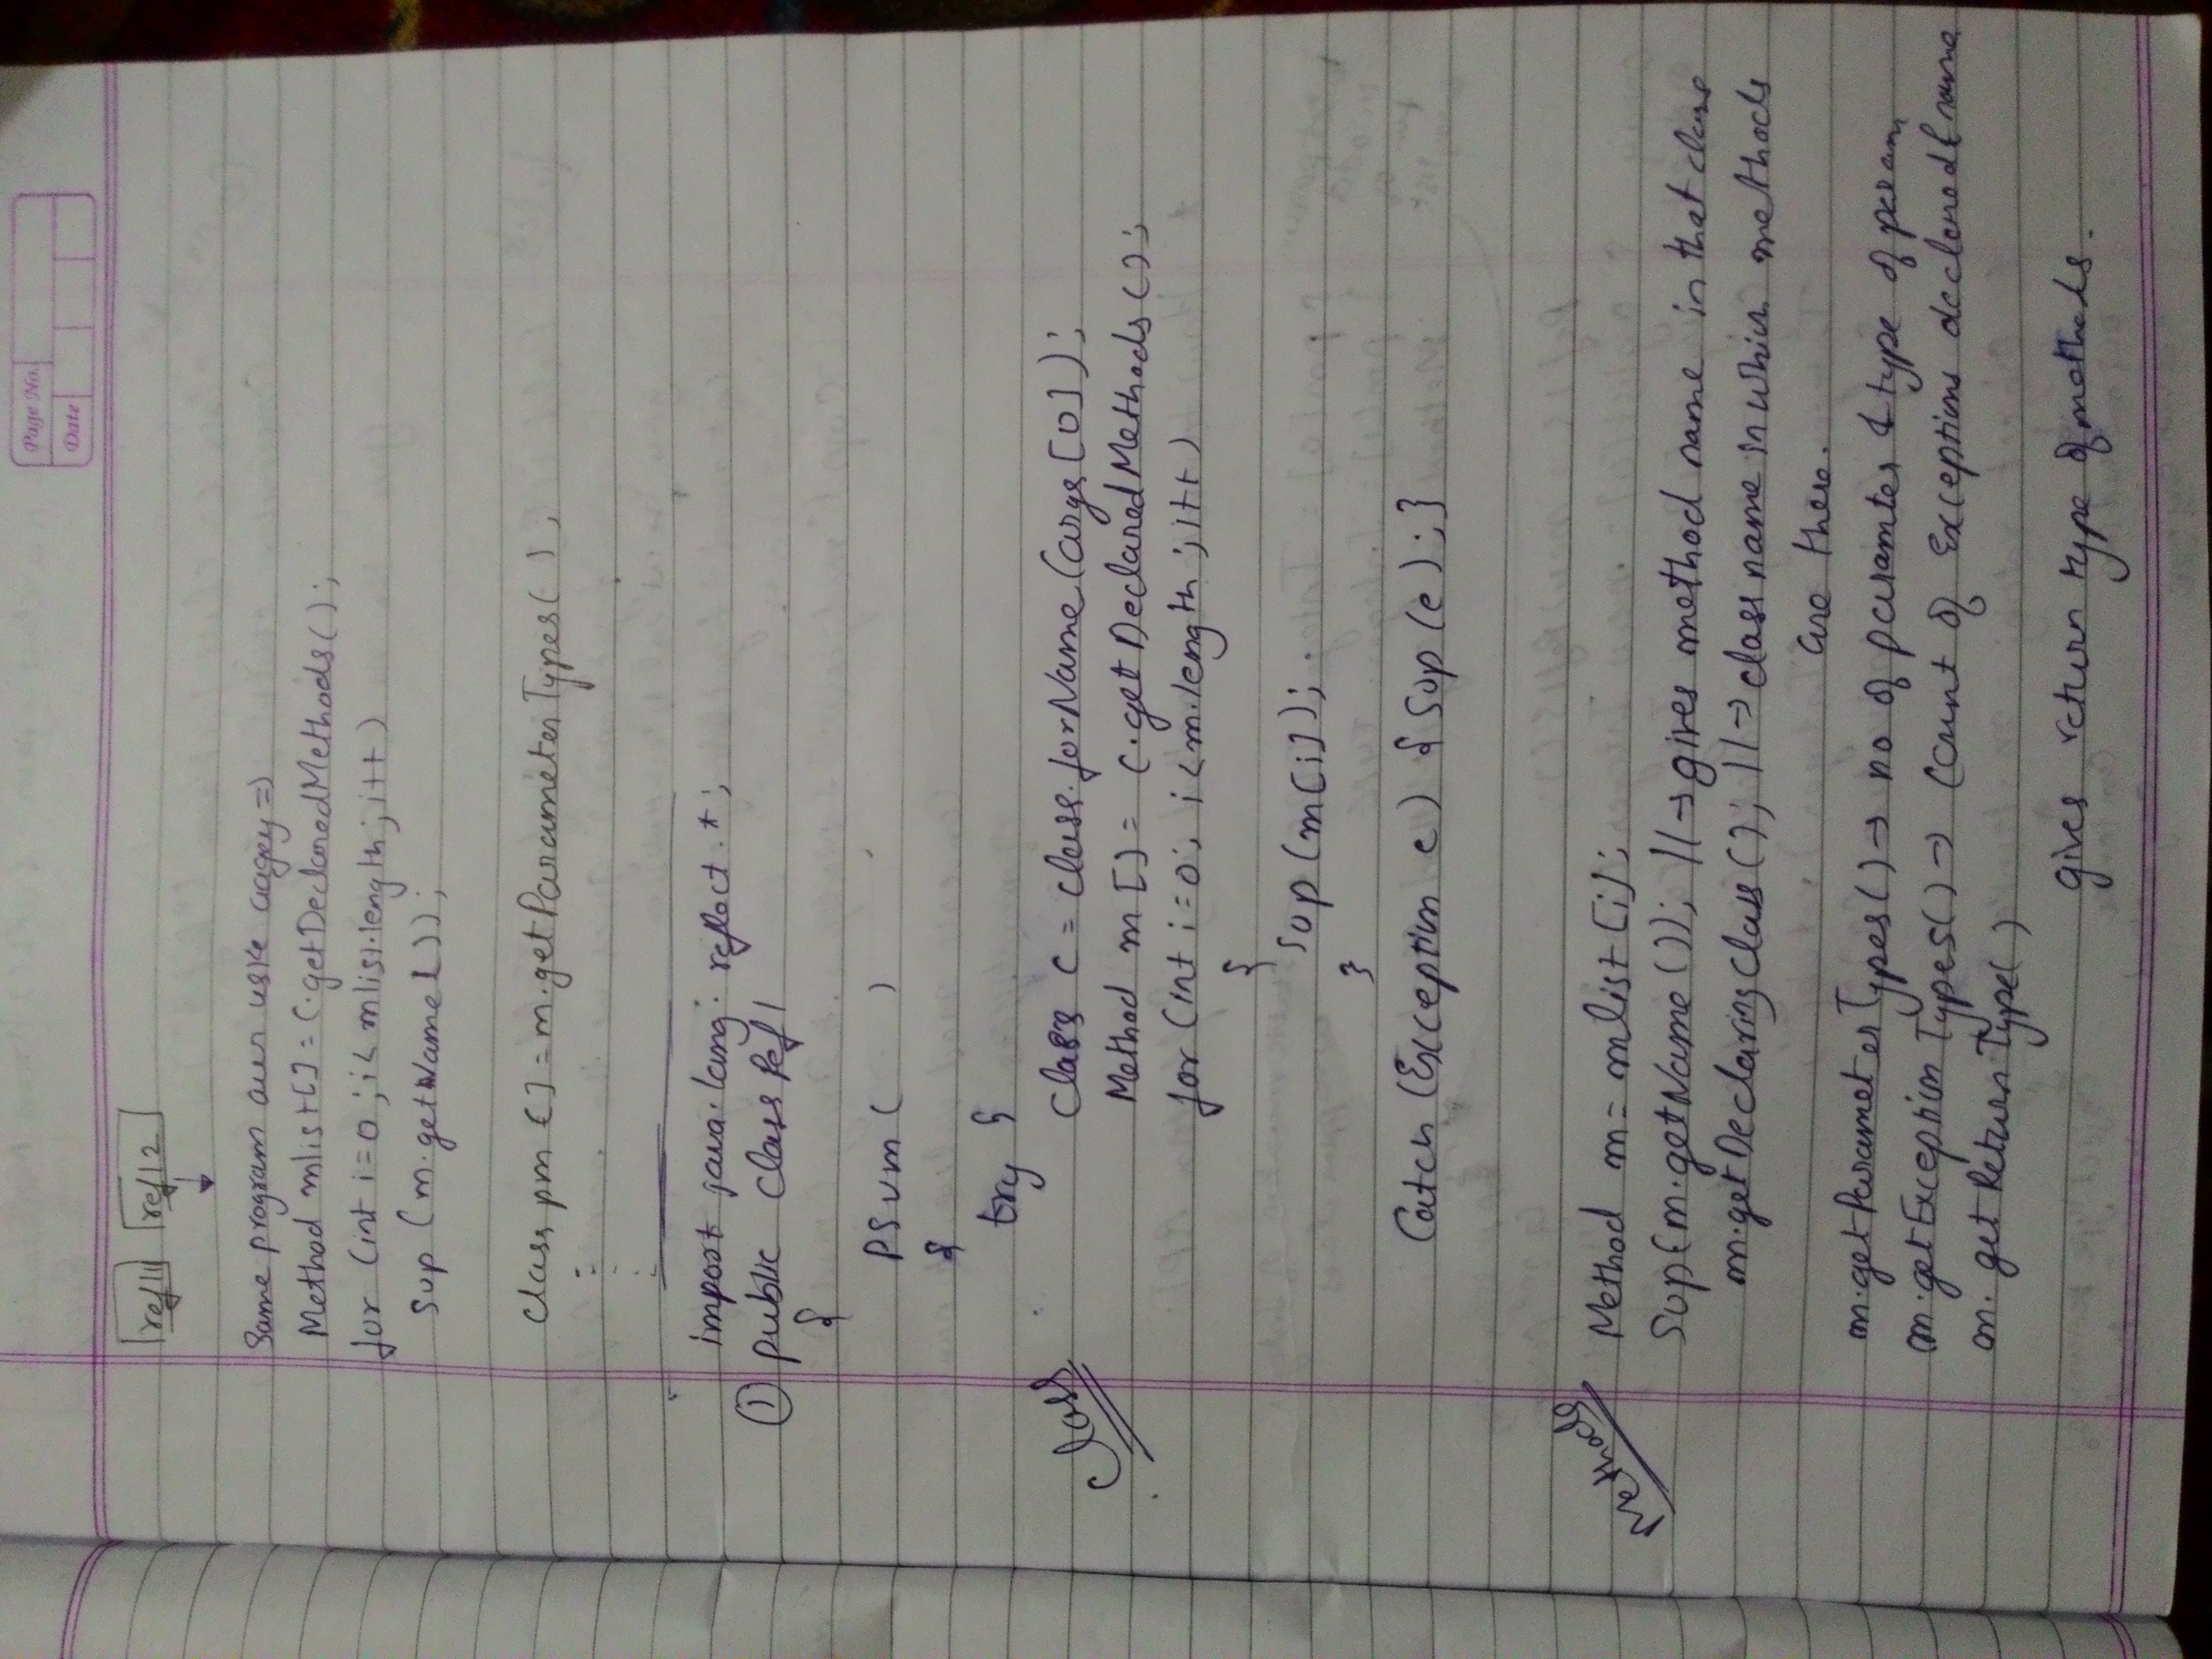 Page No.
Date
ref11 ref12
Same program aur uske aagey =>
Method mlist[] = c.getDeclaredMethods();
for (int i=0; i< mlist.length; i++)
Sup (m.getName());
class pm [] = m.getParameterTypes();
import java.lang. reflect.*;
① public class Ref1
{
PSvm ( )
{
try {
Class
class c = class.forName(args[0]);
Method m[] = c.getDeclaredMethods();
for (int i=0; i<m.length; i++)
{
Sop(m[i]);
}
Catch (Exception e) { Sop(e); }
Methods
Method m = mlist[i];
Sop(m.getName()); //→ gives method name in that class
m.getDeclaringClass(); //→ class name in which methods
are there.
m.getParameterTypes() → no of paramter & type of param
m.getExceptionTypes() → count of Exceptions declared & name
m. getReturnType()
gives return type of methods.